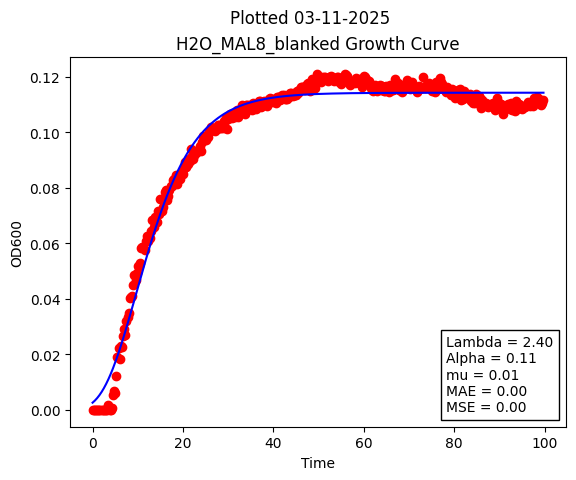 Plotted 03-11-2025
H2O_MAL8_blanked Growth Curve
0.12
0.10
0.08
0.06
0.04
0.02
0.00
OD600
Lambda = 2.40
Alpha = 0.11
mu = 0.01
MAE = 0.00
MSE = 0.00
0 20 40 60 80 100
Time